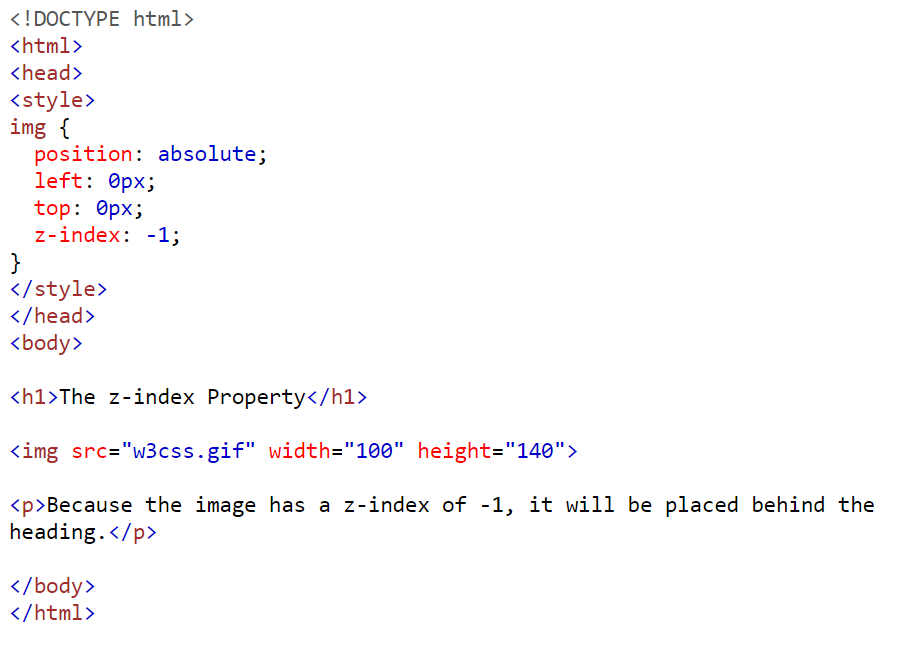 <!DOCTYPE html>
<html>
<head>
<style>
img {
  position: absolute;
  left: 0px;
  top: 0px;
  z-index: -1;
}
</style>
</head>
<body>

<h1>The z-index Property</h1>

<img src="w3css.gif" width="100" height="140">

<p>Because the image has a z-index of -1, it will be placed behind the
heading.</p>

</body>
</html>